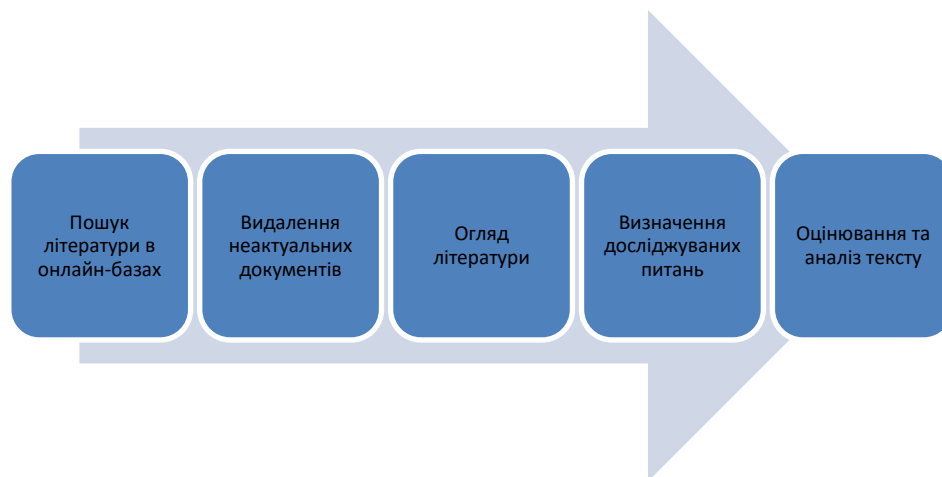 Пошук
літератури в
онлайн-базах
Видалення
неактуальних
документів
Огляд
літератури
Визначення
досліджуваних
питань
Оцінювання та
аналіз тексту